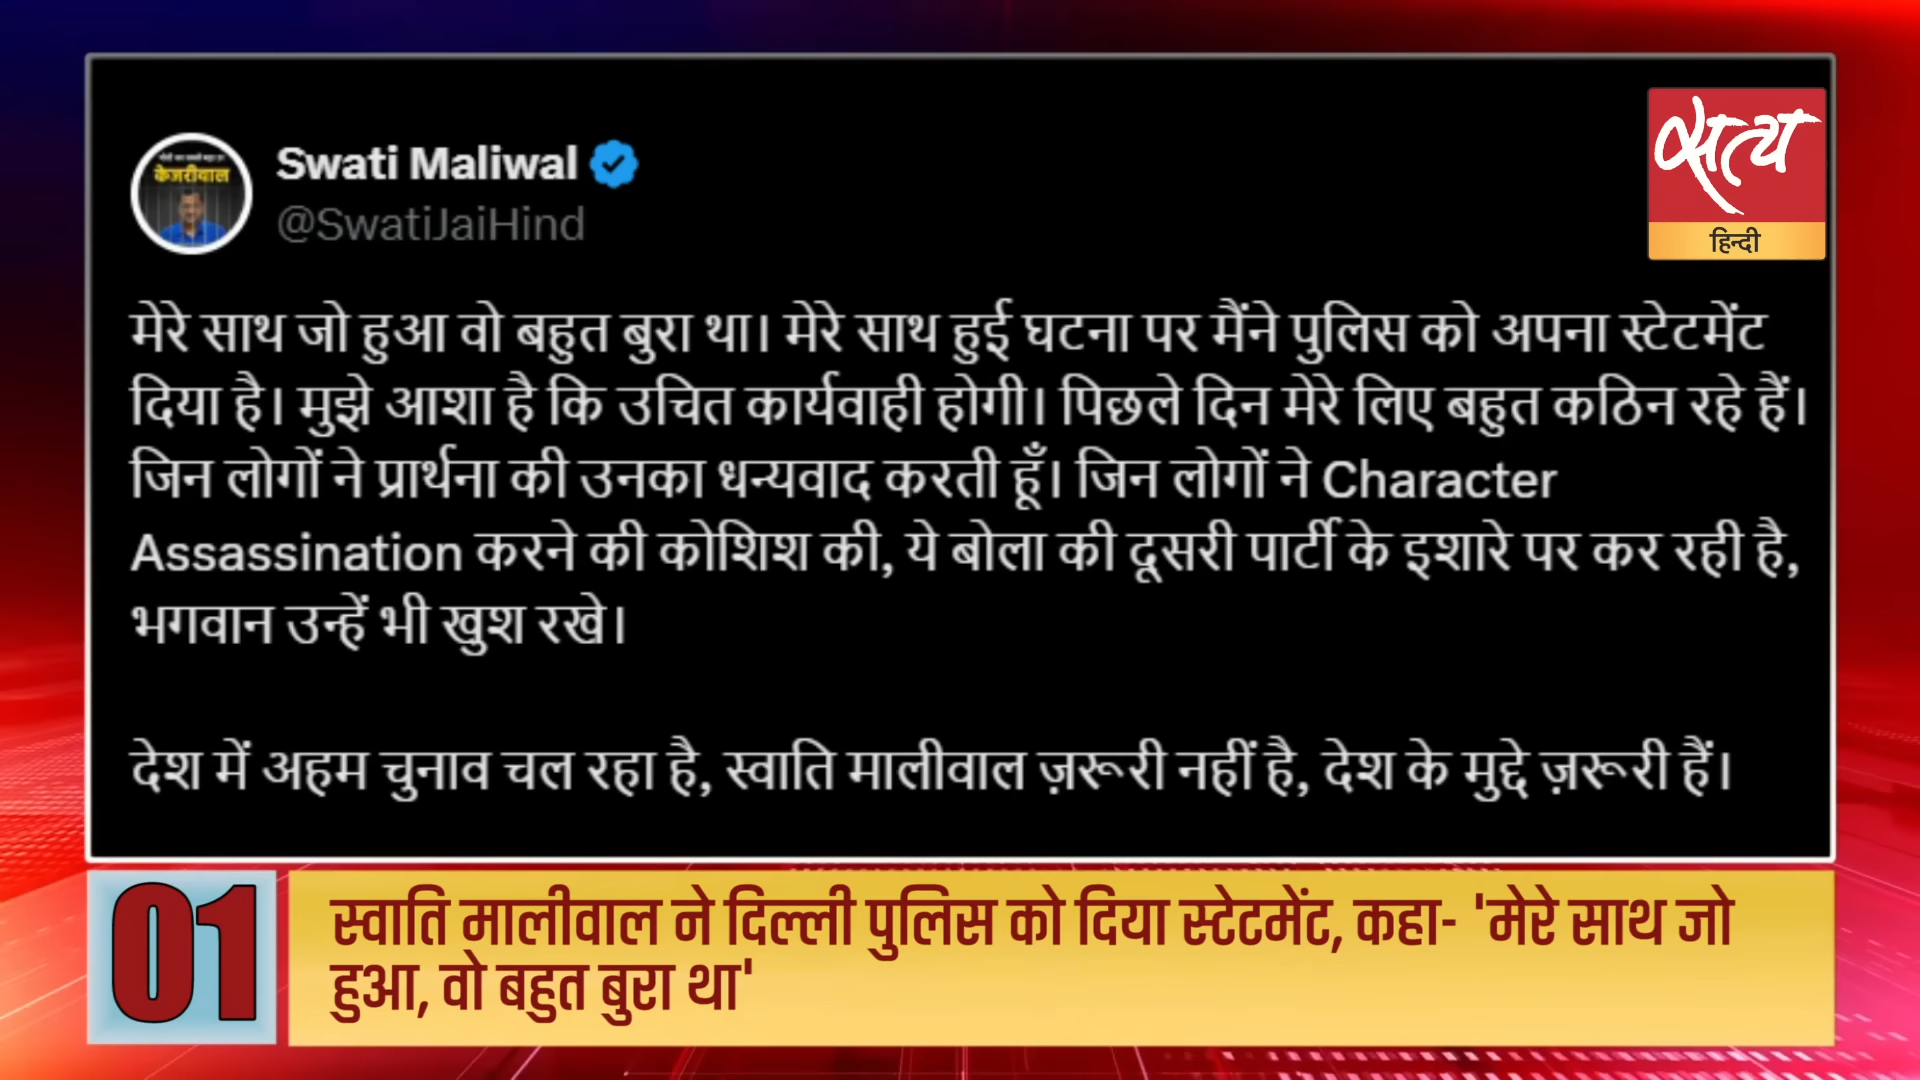 केजरीवाल
Swati Maliwal
@SwatiJaiHind
सत्य
हिन्दी
मेरे साथ जो हुआ वो बहुत बुरा था। मेरे साथ हुई घटना पर मैंने पुलिस को अपना स्टेटमेंट
दिया है। मुझे आशा है कि उचित कार्यवाही होगी। पिछले दिन मेरे लिए बहुत कठिन रहे हैं।
जिन लोगों ने प्रार्थना की उनका धन्यवाद करती हूँ। जिन लोगों ने Character
Assassination करने की कोशिश की, ये बोला की दूसरी पार्टी के इशारे पर कर रही है,
भगवान उन्हें भी खुश रखे।
देश में अहम चुनाव चल रहा है, स्वाति मालीवाल ज़रूरी नहीं है, देश के मुद्दे ज़रूरी हैं।
01
स्वाति मालीवाल ने दिल्ली पुलिस को दिया स्टेटमेंट, कहा- 'मेरे साथ जो
हुआ, वो बहुत बुरा था'